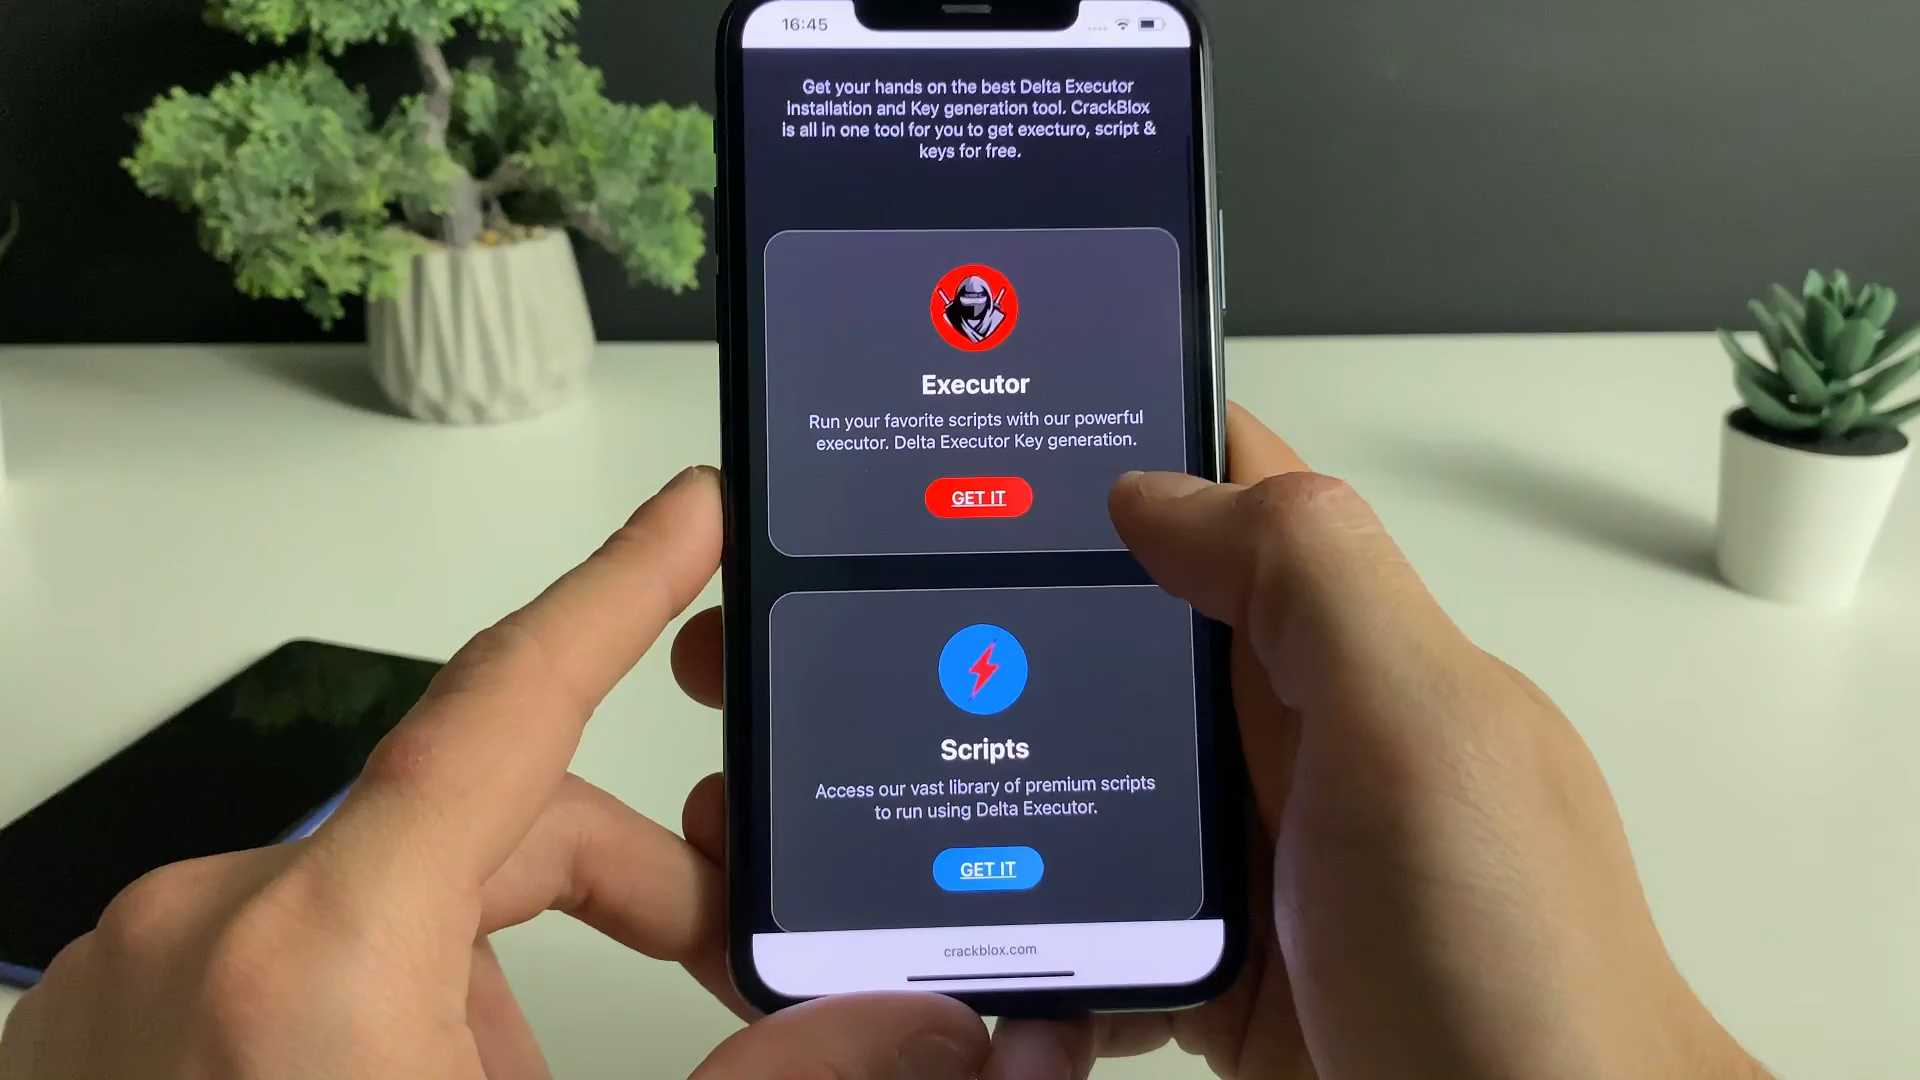 16:45
Get your hands on the best Delta Executor
Installation and Key generation tool. CrackBlox
is all in one tool for you to get execturo, script &
keys for free.
Executor
Run your favorite scripts with our powerful
executor. Delta Executor Key generation.
GET IT
Scripts
Access our vast library of premium scripts
to run using Delta Executor.
GET IT
crackblox.com